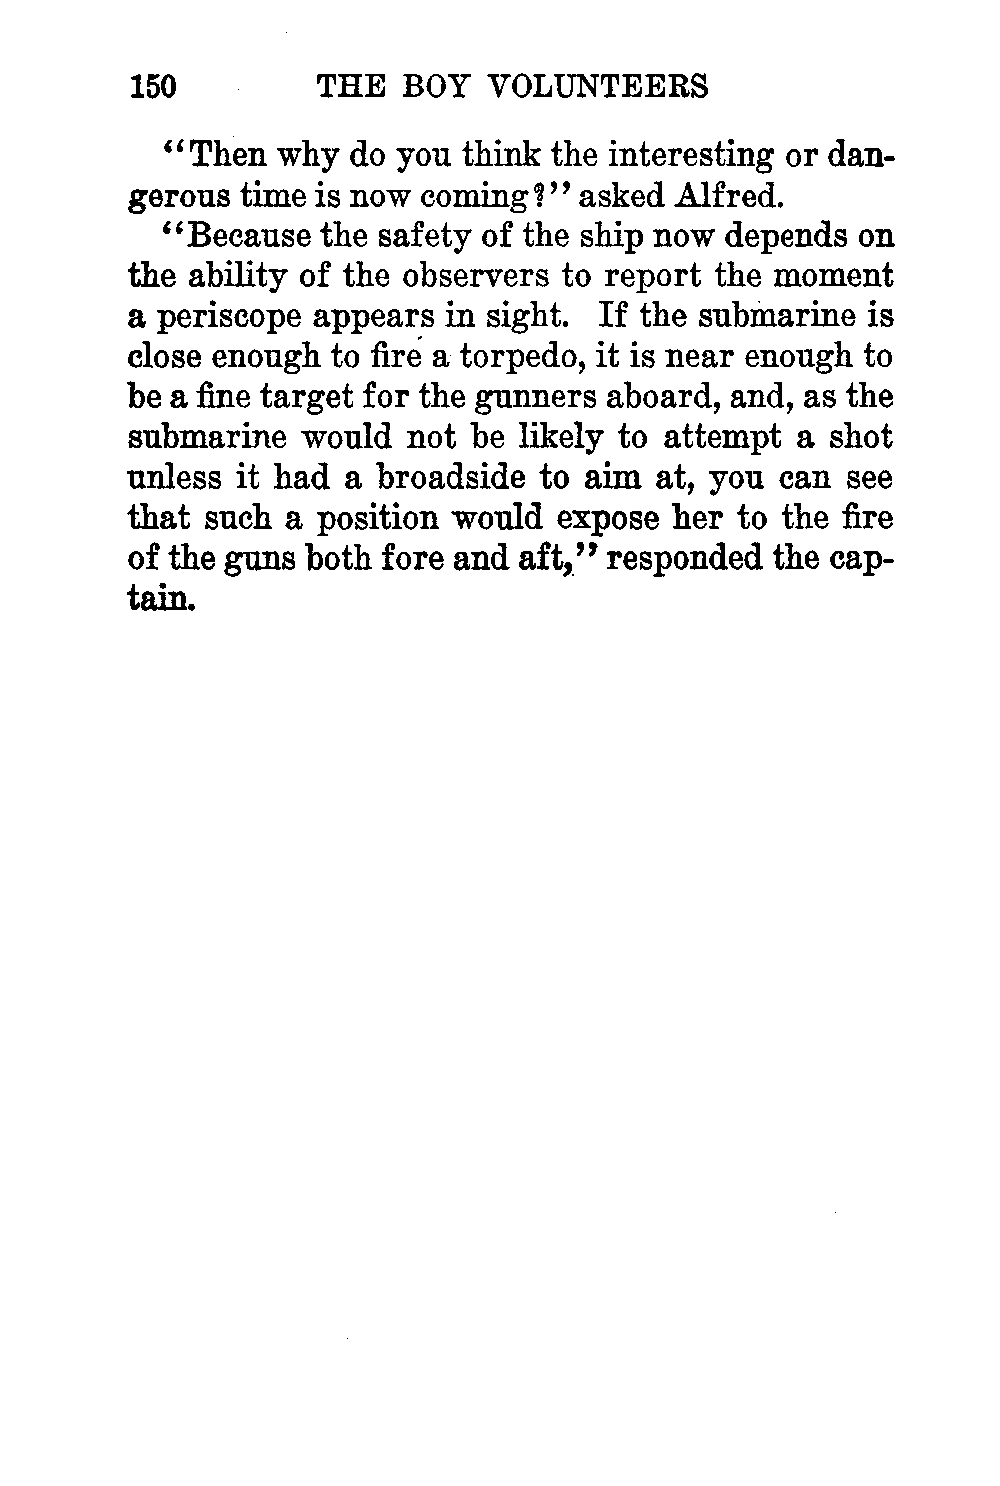 150 THE BOY VOLUNTEERS
“Then why do you think the interesting or dan-
gerous time is now coming?” asked Alfred.
“Because the safety of the ship now depends on
the ability of the observers to report the moment
a periscope appears in sight. If the submarine is
close enough to fire a torpedo, it is near enough to
be a fine target for the gunners aboard, and, as the
submarine would not be likely to attempt a shot
unless it had a broadside to aim at, you can see
that such a position would expose her to the fire
of the guns both fore and aft,” responded the cap-
tain.